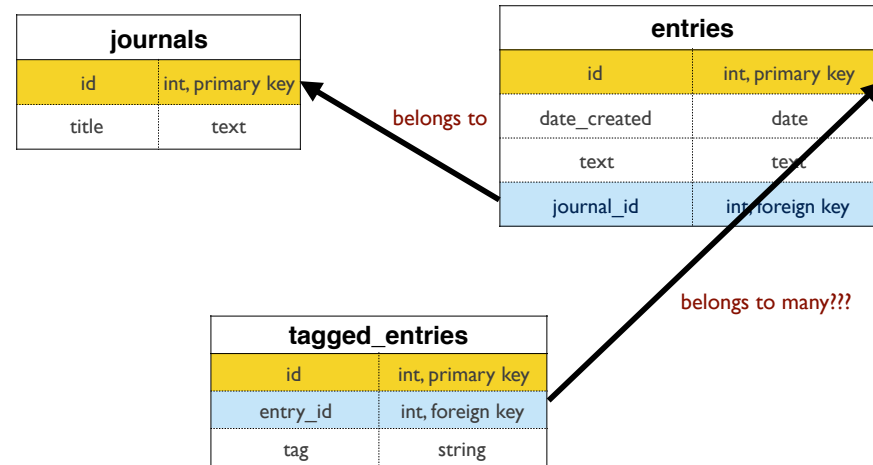 journals
id int, primary key
title text
belongs to
entries
id int, primary key
date_created date
text text
journal_id int, foreign key
belongs to many???
tagged_entries
id int, primary key
entry_id int, foreign key
tag string